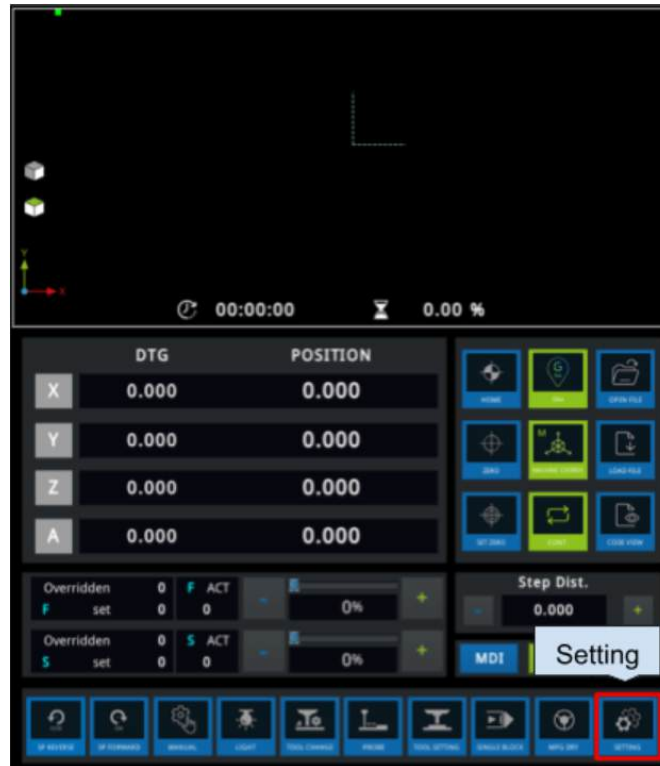 Y
X
00:00:00 0.00 %
DTG POSITION
X 0.000 0.000
Y 0.000 0.000
Z 0.000 0.000
A 0.000 0.000
HOME G OPEN FILE
M
ZERO MACHINE COORDS LOAD FILE
SET ZERO CONT CODE VIEW
Overridden 0 F ACT
F set 0 0 - 0% +
Overridden 0 S ACT
S set 0 0 - 0% +
Step Dist.
- 0.000 +
MDI
Setting
SP REVERSE SP FORWARD MANUAL LIGHT TOOL CHANGE PROBE TOOL SETTING SINGLE BLOCK MPG DRY SETTING